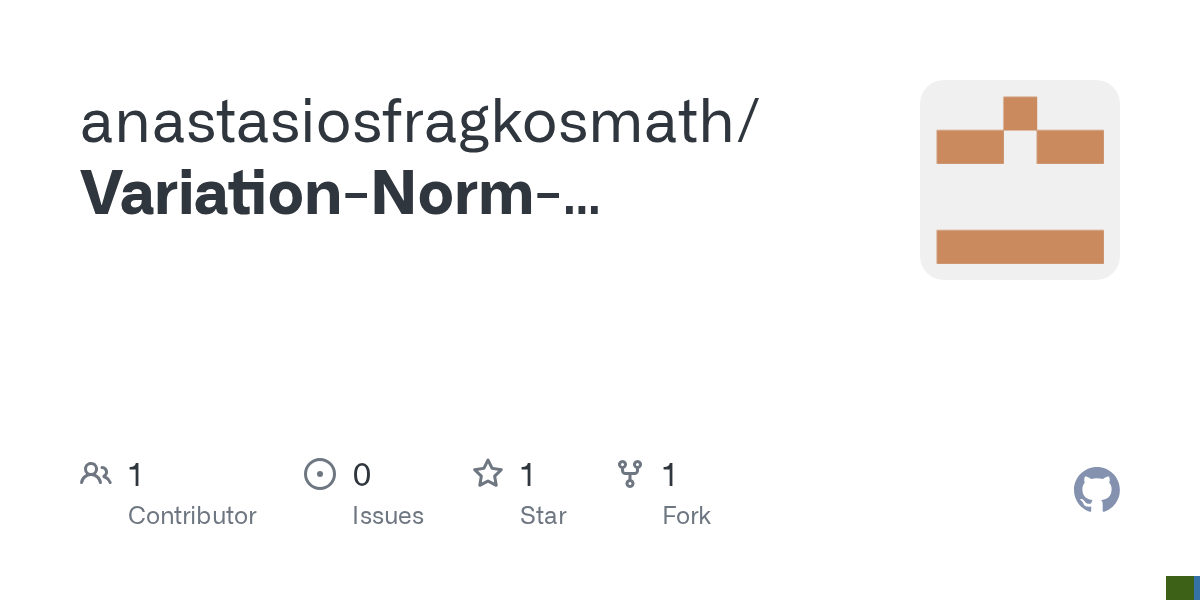 anastasiosfragkosmath/
Variation-Norm-...
1 0 1 1
Contributor Issues Star Fork